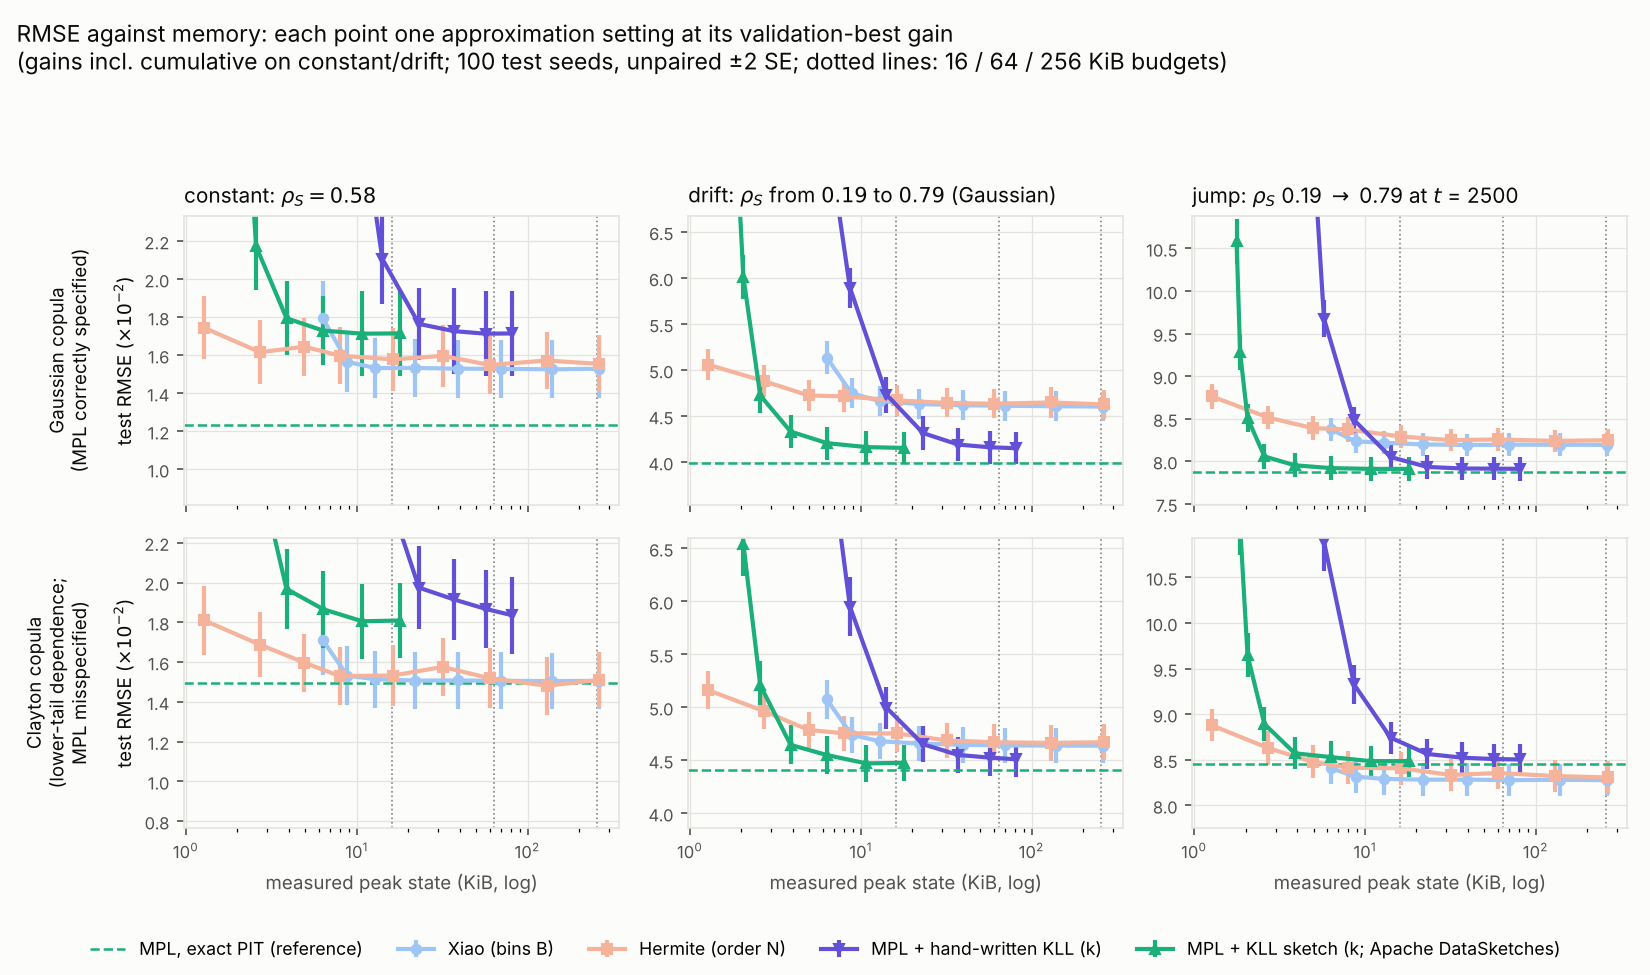 RMSE against memory: each point one approximation setting at its validation-best gain
(gains incl. cumulative on constant/drift; 100 test seeds, unpaired ±2 SE; dotted lines: 16 / 64 / 256 KiB budgets)
constant: ρS = 0.58
drift: ρS from 0.19 to 0.79 (Gaussian)
jump: ρS 0.19 → 0.79 at t = 2500
Gaussian copula
(MPL correctly specified)
test RMSE (×10⁻²)
2.2
2.0
1.8
1.6
1.4
1.2
1.0
6.5
6.0
5.5
5.0
4.5
4.0
10.5
10.0
9.5
9.0
8.5
8.0
7.5
Clayton copula
(lower-tail dependence;
MPL misspecified)
test RMSE (×10⁻²)
2.2
2.0
1.8
1.6
1.4
1.2
1.0
0.8
6.5
6.0
5.5
5.0
4.5
4.0
10.5
10.0
9.5
9.0
8.5
8.0
10⁰ 10¹ 10²
10⁰ 10¹ 10²
10⁰ 10¹ 10²
measured peak state (KiB, log)
measured peak state (KiB, log)
measured peak state (KiB, log)
MPL, exact PIT (reference)
Xiao (bins B)
Hermite (order N)
MPL + hand-written KLL (k)
MPL + KLL sketch (k; Apache DataSketches)